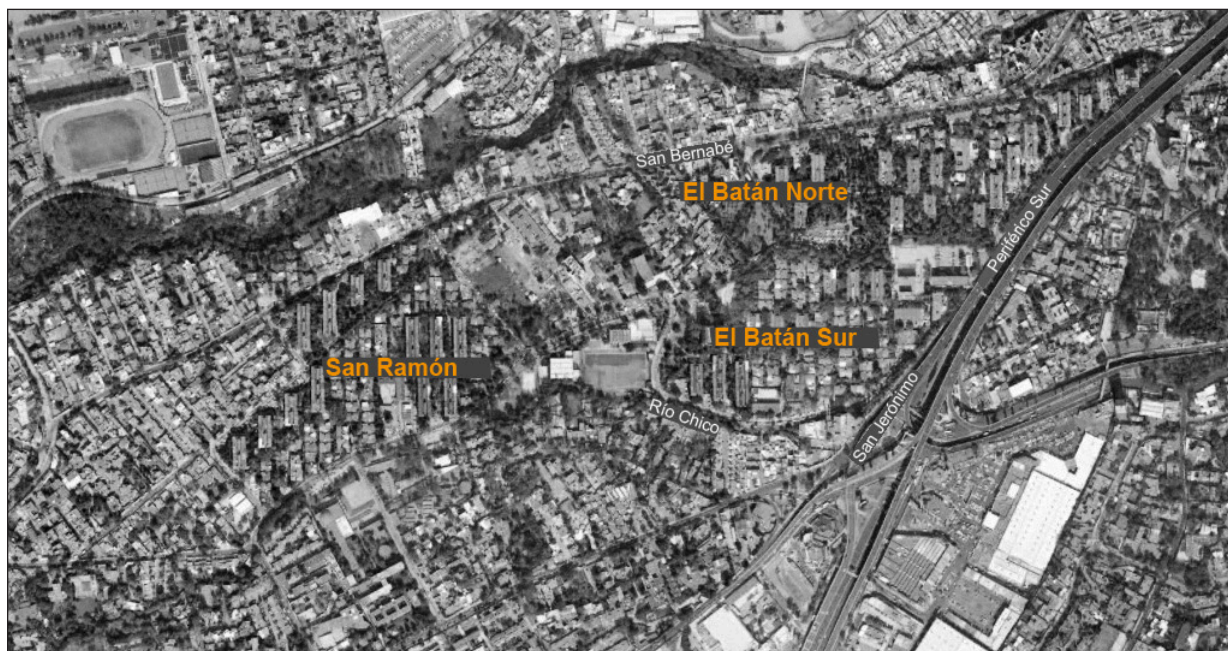 San Bernabé
El Batán Norte
Periférico Sur
El Batán Sur
San Ramón
San Jerónimo
Río Chico